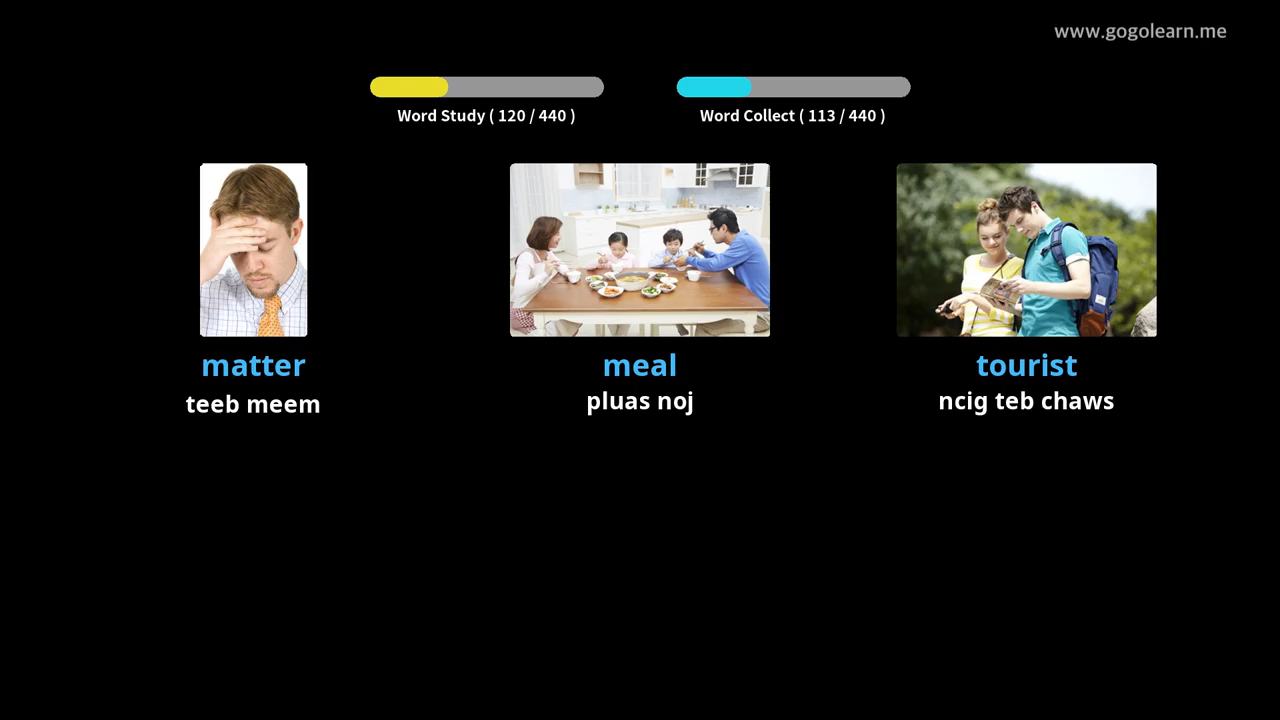 www.gogolearn.me
Word Study ( 120 / 440 )
Word Collect ( 113 / 440 )
matter
teeb meem
meal
pluas noj
tourist
ncig teb chaws